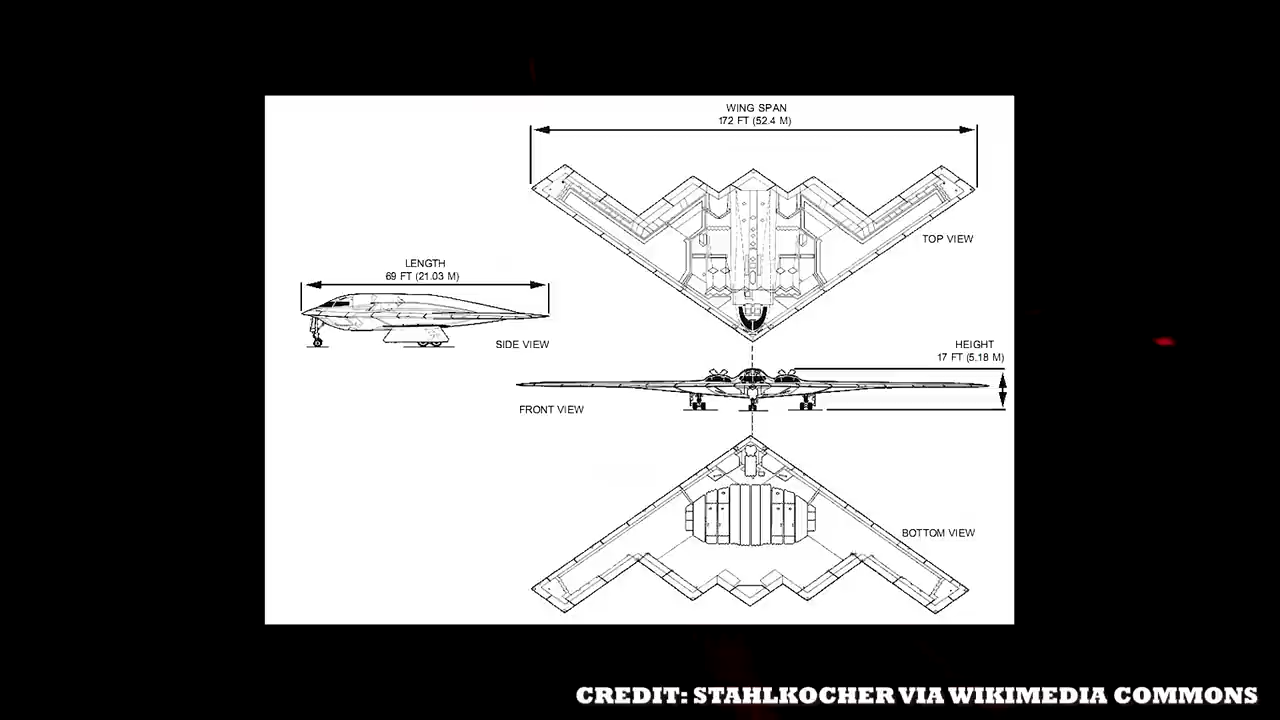 WING SPAN
172 FT (52.4 M)
TOP VIEW
LENGTH
69 FT (21.03 M)
SIDE VIEW
HEIGHT
17 FT (5.18 M)
FRONT VIEW
BOTTOM VIEW
CREDIT: STAHLKOCHER VIA WIKIMEDIA COMMONS